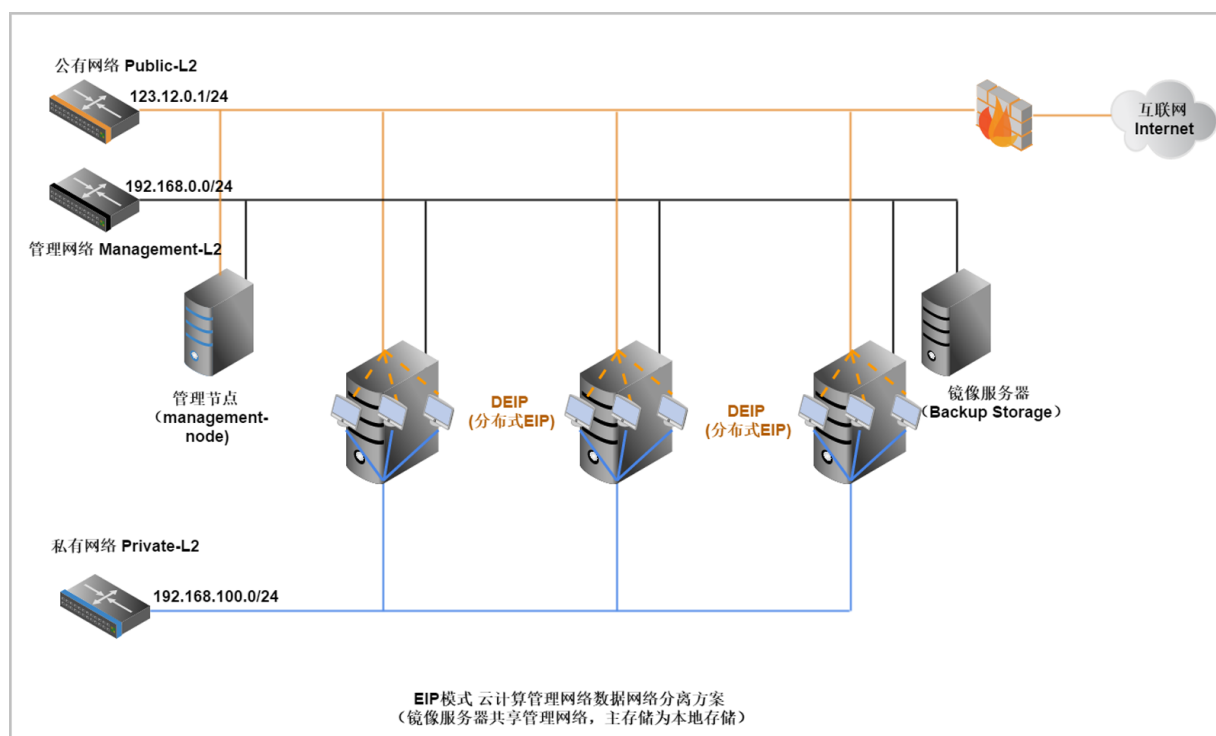 公有网络 Public-L2
123.12.0.1/24
互联网
Internet
192.168.0.0/24
管理网络 Management-L2
管理节点
（management-
node)
DEIP
(分布式EIP)
DEIP
(分布式EIP)
镜像服务器
（Backup Storage）
私有网络 Private-L2
192.168.100.0/24
EIP模式 云计算管理网络数据网络分离方案
（镜像服务器共享管理网络，主存储为本地存储）